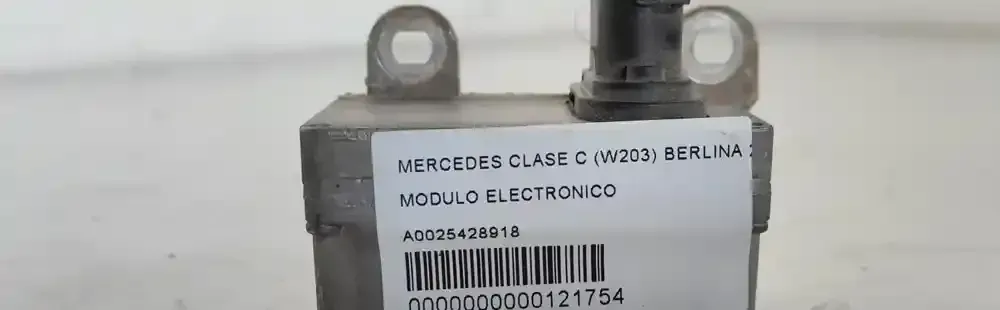 MERCEDES CLASE C (W203) BERLINA
MODULO ELECTRONICO
A0025428918
0000000000121754